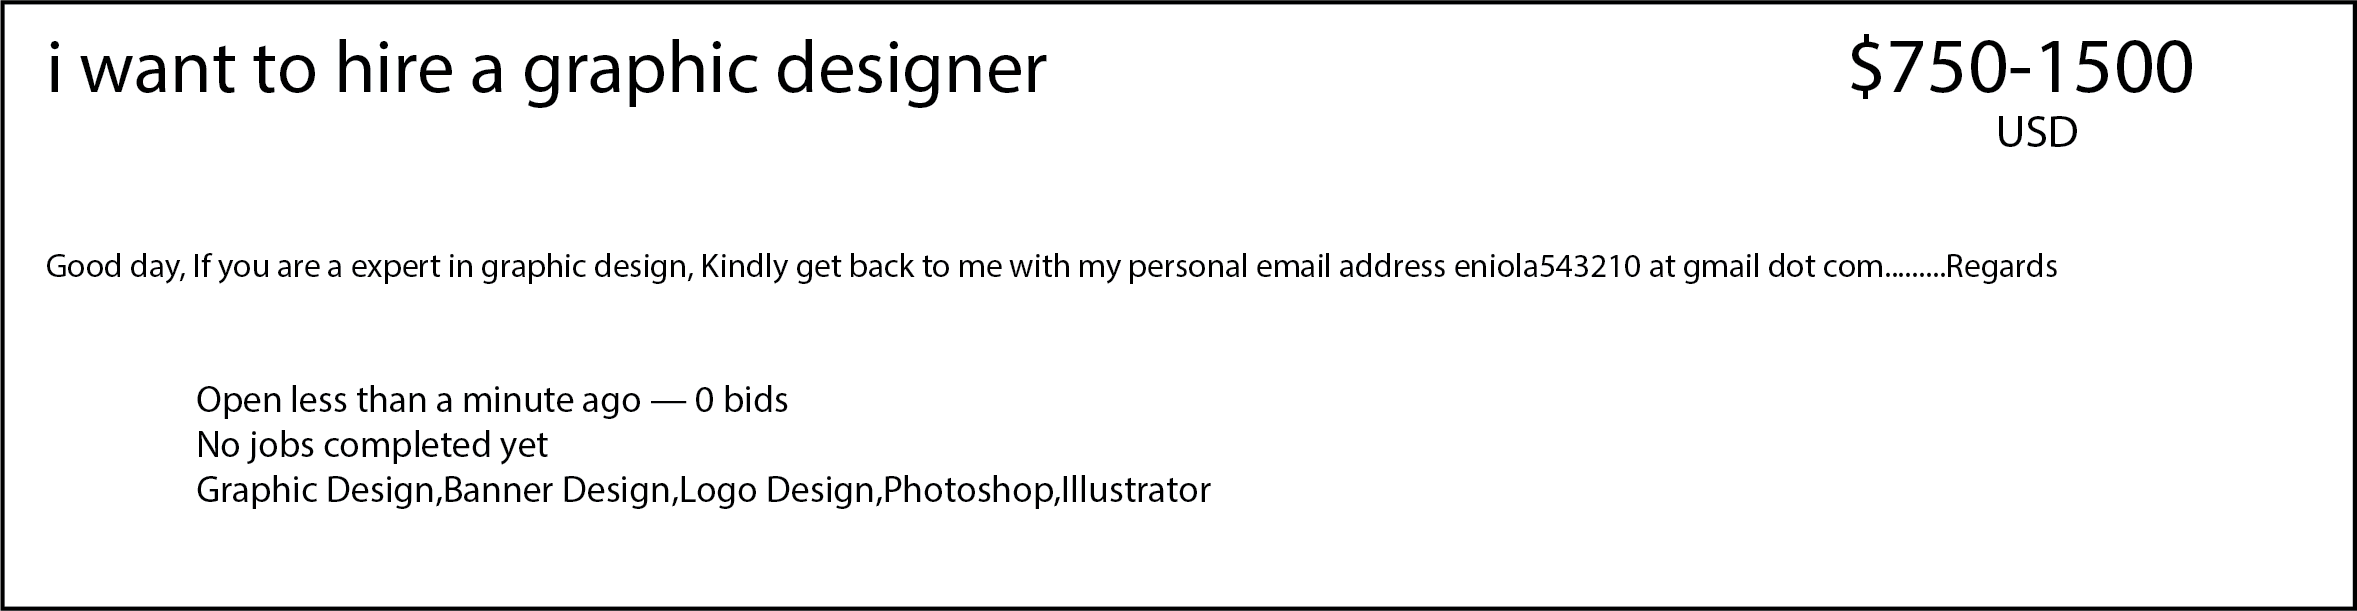 i want to hire a graphic designer
$750-1500
USD
Good day, If you are a expert in graphic design, Kindly get back to me with my personal email address eniola543210 at gmail dot com.........Regards
Open less than a minute ago — 0 bids
No jobs completed yet
Graphic Design,Banner Design,Logo Design,Photoshop,Illustrator